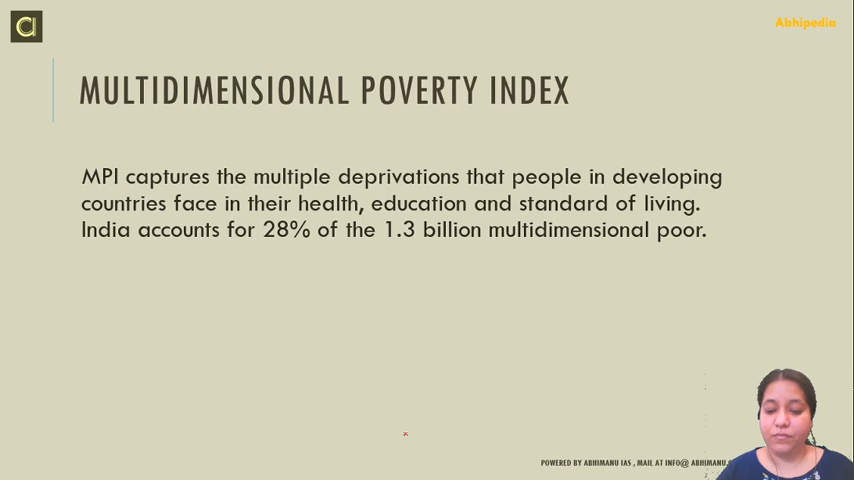 Abhipedia
MULTIDIMENSIONAL POVERTY INDEX
MPI captures the multiple deprivations that people in developing
countries face in their health, education and standard of living.
India accounts for 28% of the 1.3 billion multidimensional poor.
POWERED BY ABHIMANU IAS , MAIL AT INFO@ ABHIMANU.